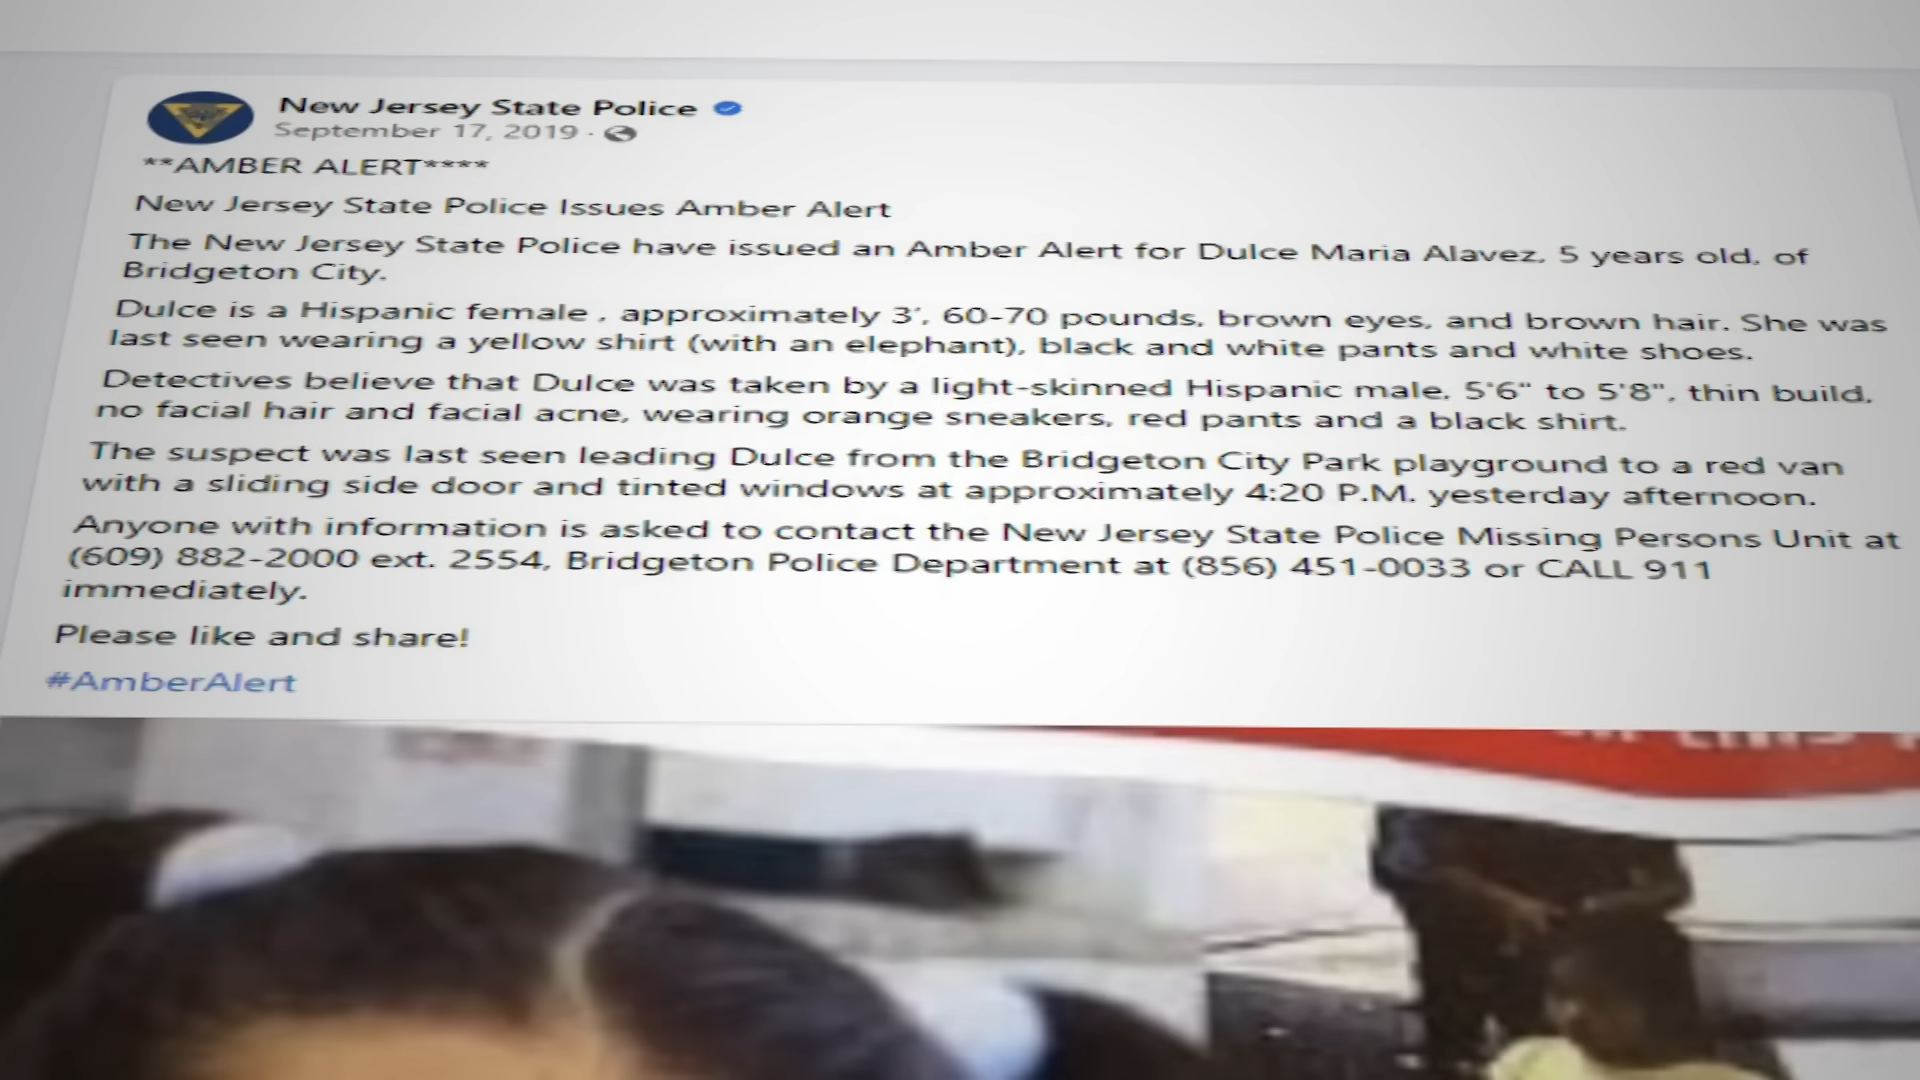 New Jersey State Police
September 17, 2019 ·
**AMBER ALERT****
New Jersey State Police Issues Amber Alert
The New Jersey State Police have issued an Amber Alert for Dulce Maria Alavez, 5 years old, of
Bridgeton City.
Dulce is a Hispanic female , approximately 3', 60-70 pounds, brown eyes, and brown hair. She was
last seen wearing a yellow shirt (with an elephant), black and white pants and white shoes.
Detectives believe that Dulce was taken by a light-skinned Hispanic male, 5'6" to 5'8", thin build,
no facial hair and facial acne, wearing orange sneakers, red pants and a black shirt.
The suspect was last seen leading Dulce from the Bridgeton City Park playground to a red van
with a sliding side door and tinted windows at approximately 4:20 P.M. yesterday afternoon.
Anyone with information is asked to contact the New Jersey State Police Missing Persons Unit at
(609) 882-2000 ext. 2554, Bridgeton Police Department at (856) 451-0033 or CALL 911
immediately.
Please like and share!
#AmberAlert